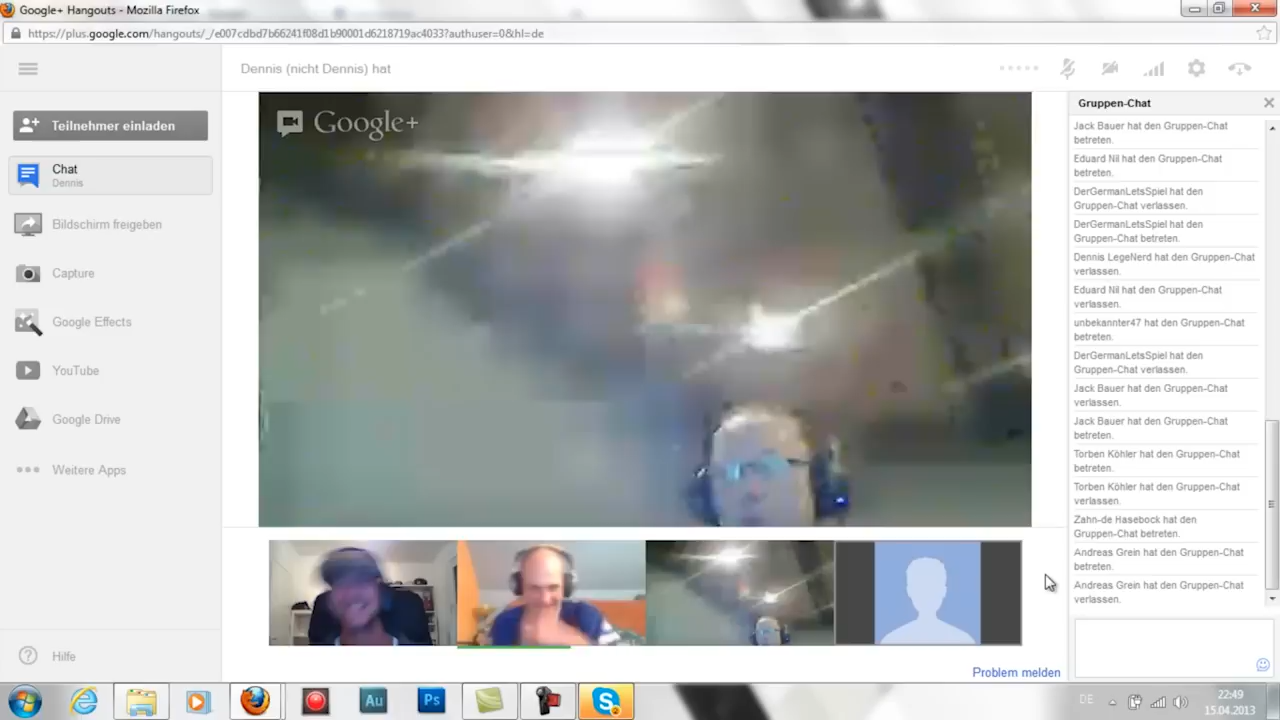 Google+ Hangouts - Mozilla Firefox
https://plus.google.com/hangouts/_/e007cdbd7b66241f08d1b90001d6218719ac4033?authuser=0&hl=de
Dennis (nicht Dennis) hat
Teilnehmer einladen
Chat
Dennis
Bildschirm freigeben
Capture
Google Effects
YouTube
Google Drive
Weitere Apps
Hilfe
Google+
Problem melden
Gruppen-Chat
Jack Bauer hat den Gruppen-Chat
betreten.
Eduard Nil hat den Gruppen-Chat
betreten.
DerGermanLetsSpiel hat den
Gruppen-Chat verlassen.
DerGermanLetsSpiel hat den
Gruppen-Chat betreten.
Dennis LegeNerd hat den Gruppen-Chat
verlassen.
Eduard Nil hat den Gruppen-Chat
verlassen.
unbekannter47 hat den Gruppen-Chat
betreten.
DerGermanLetsSpiel hat den
Gruppen-Chat verlassen.
Jack Bauer hat den Gruppen-Chat
verlassen.
Jack Bauer hat den Gruppen-Chat
betreten.
Torben Köhler hat den Gruppen-Chat
betreten.
Torben Köhler hat den Gruppen-Chat
verlassen.
Zahn-de Hasebock hat den
Gruppen-Chat betreten.
Andreas Grein hat den Gruppen-Chat
betreten.
Andreas Grein hat den Gruppen-Chat
verlassen.
Au
Ps
DE
22:49
15.04.2013